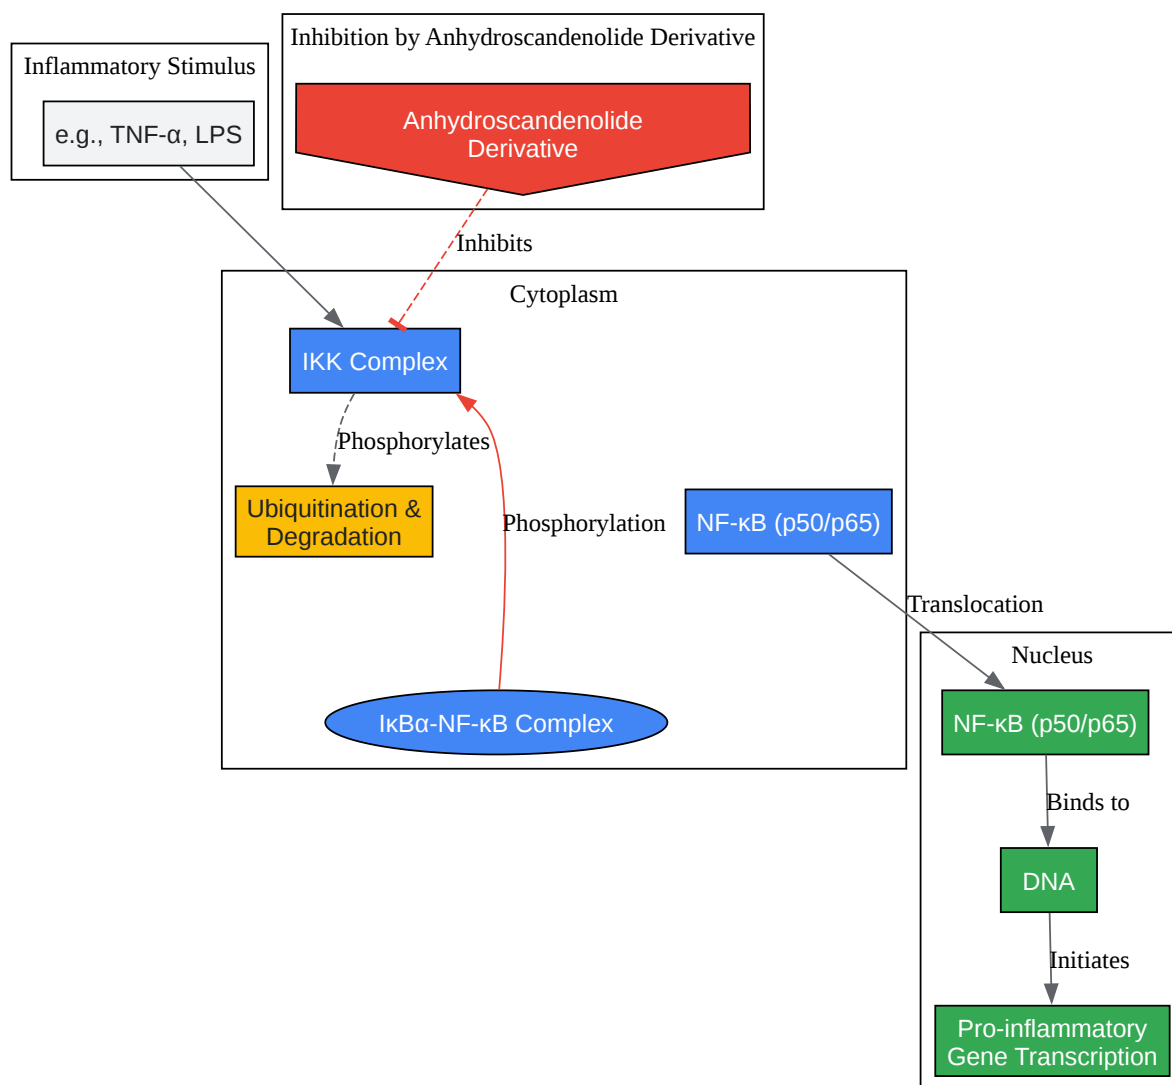 Inflammatory Stimulus
e.g., TNF-α, LPS
Inhibition by Anhydroscandenolide Derivative
Anhydroscandenolide
Derivative
Inhibits
Cytoplasm
IKK Complex
Phosphorylates
Ubiquitination &
Degradation
Phosphorylation
NF-κB (p50/p65)
IκBα-NF-κB Complex
Translocation
Nucleus
NF-κB (p50/p65)
Binds to
DNA
Initiates
Pro-inflammatory
Gene Transcription